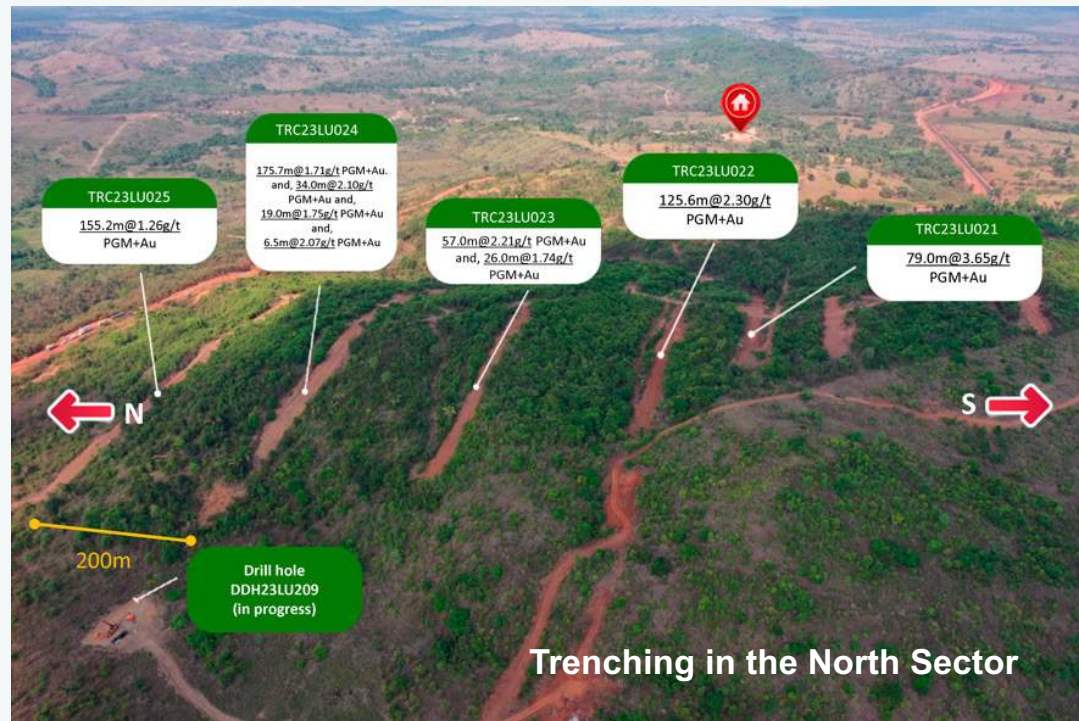 TRC23LU025
155.2m@1.26g/t
PGM+Au
TRC23LU024
175.7m@1.71g/t PGM+Au.
and, 34.0m@2.10g/t
PGM+Au and,
19.0m@1.75g/t PGM+Au
and,
6.5m@2.07g/t PGM+Au
TRC23LU023
57.0m@2.21g/t PGM+Au
and, 26.0m@1.74g/t
PGM+Au
TRC23LU022
125.6m@2.30g/t
PGM+Au
TRC23LU021
79.0m@3.65g/t
PGM+Au
N
S
200m
Drill hole
DDH23LU209
(in progress)
Trenching in the North Sector